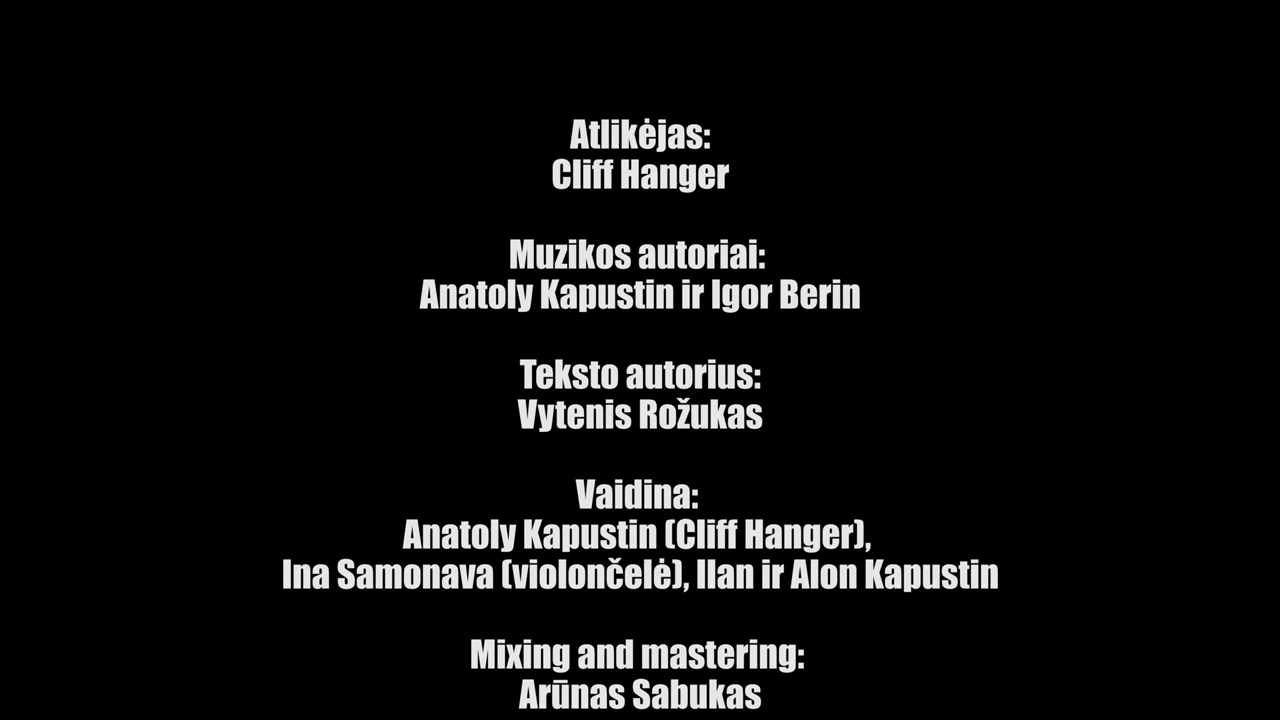 Atlikėjas:
Cliff Hanger
Muzikos autoriai:
Anatoly Kapustin ir Igor Berin
Teksto autorius:
Vytenis Rožukas
Vaidina:
Anatoly Kapustin (Cliff Hanger),
Ina Samonava (violončelė), Ilan ir Alon Kapustin
Mixing and mastering:
Arūnas Sabukas